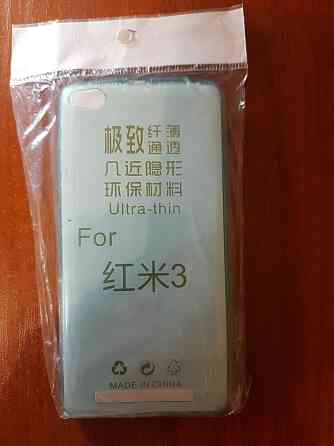 极致纤薄通透
几近隐形
环保材料
Ultra-thin
For
红米3
MADE IN CHINA